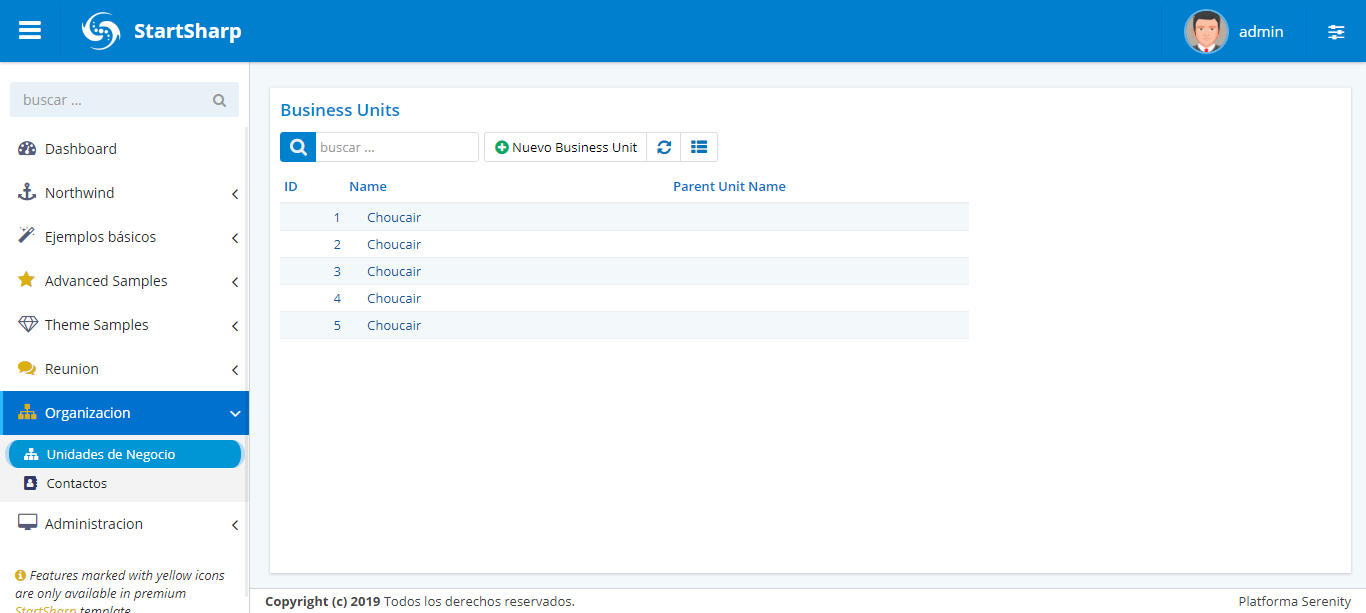 StartSharp
admin
buscar ...
Dashboard
Northwind
Ejemplos básicos
Advanced Samples
Theme Samples
Reunion
Organizacion
Unidades de Negocio
Contactos
Administracion
Features marked with yellow icons
are only available in premium
StartSharp template
Business Units
buscar ...
Nuevo Business Unit
ID Name Parent Unit Name
1 Choucair
2 Choucair
3 Choucair
4 Choucair
5 Choucair
Copyright (c) 2019 Todos los derechos reservados.
Platforma Serenity